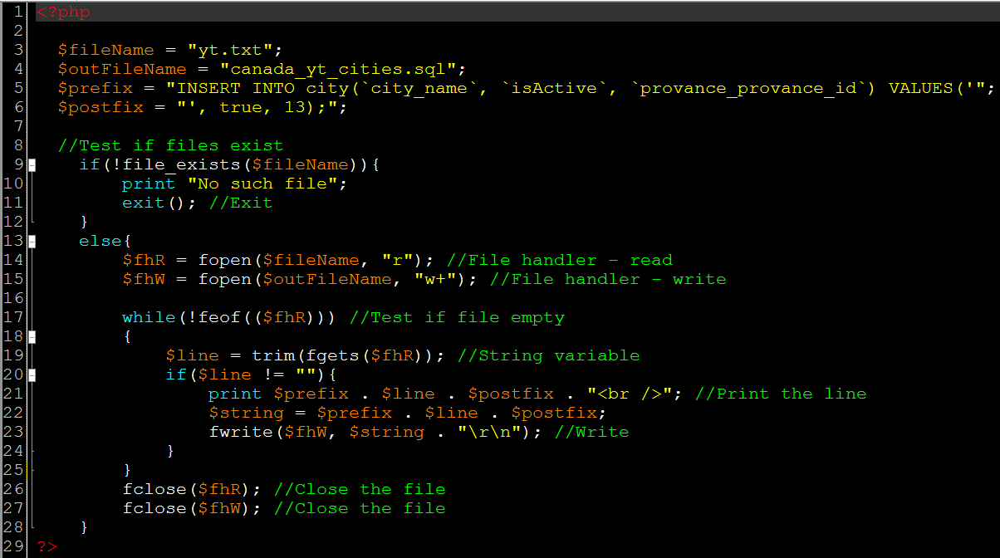 1 <?php
2
3 $fileName = "yt.txt";
4 $outFileName = "canada_yt_cities.sql";
5 $prefix = "INSERT INTO city(`city_name`, `isActive`, `provance_provance_id`) VALUES('";
6 $postfix = "', true, 13);";
7
8 //Test if files exist
9 if(!file_exists($fileName)){
10 print "No such file";
11 exit(); //Exit
12 }
13 else{
14 $fhR = fopen($fileName, "r"); //File handler - read
15 $fhW = fopen($outFileName, "w+"); //File handler - write
16
17 while(!feof(($fhR))) //Test if file empty
18 {
19 $line = trim(fgets($fhR)); //String variable
20 if($line != ""){
21 print $prefix . $line . $postfix . "<br />"; //Print the line
22 $string = $prefix . $line . $postfix;
23 fwrite($fhW, $string . "\r\n"); //Write
24 }
25 }
26 fclose($fhR); //Close the file
27 fclose($fhW); //Close the file
28 }
29 ?>